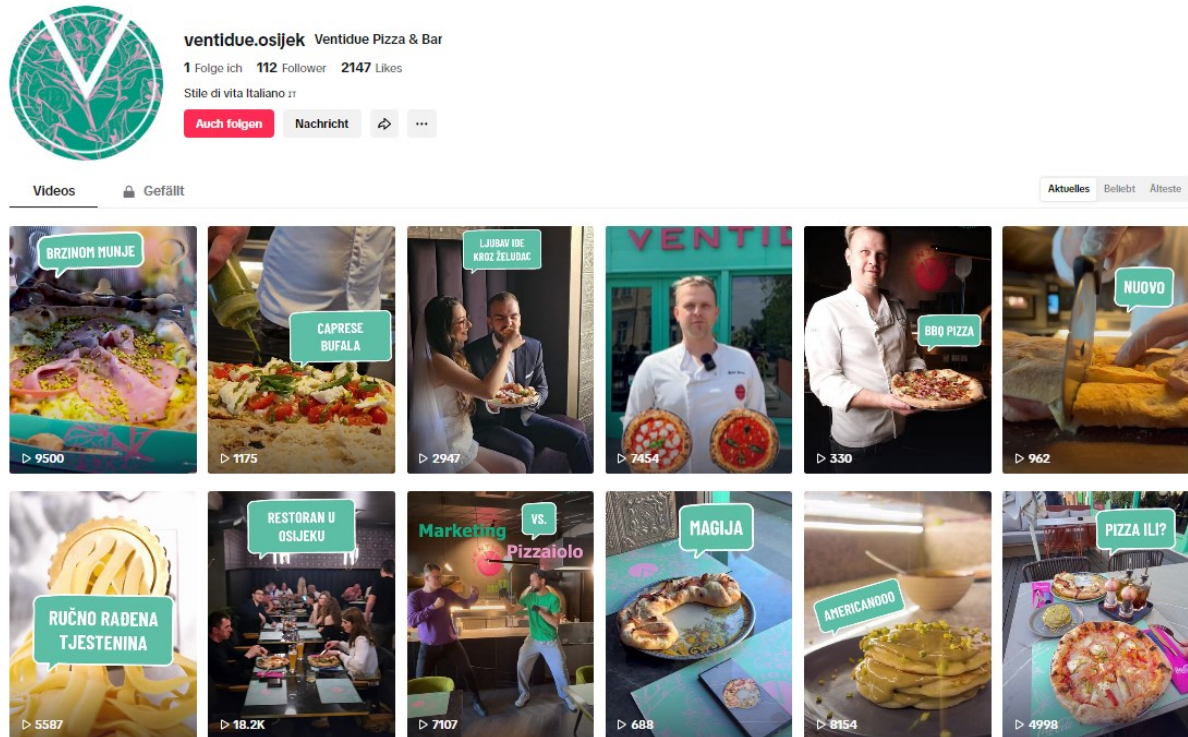 ventidue.osijek Ventidue Pizza & Bar
1 Folge ich 112 Follower 2147 Likes
Stile di vita Italiano IT
Auch folgen Nachricht ...
Videos Gefällt
Aktuelles Beliebt Älteste
BRZINOM MUNJE
9500
CAPRESE
BUFALA
1175
LJUBAV IDE
KROZ ŽELUDAC
2947
VENTID
7454
BBQ PIZZA
330
NUOVO
962
RUČNO RAĐENA
TJESTENINA
5587
RESTORAN U
OSIJEKU
18.2K
Marketing
VS.
Pizzaiolo
7107
MAGIJA
688
AMERICANOOO
8154
PIZZA ILI?
4998